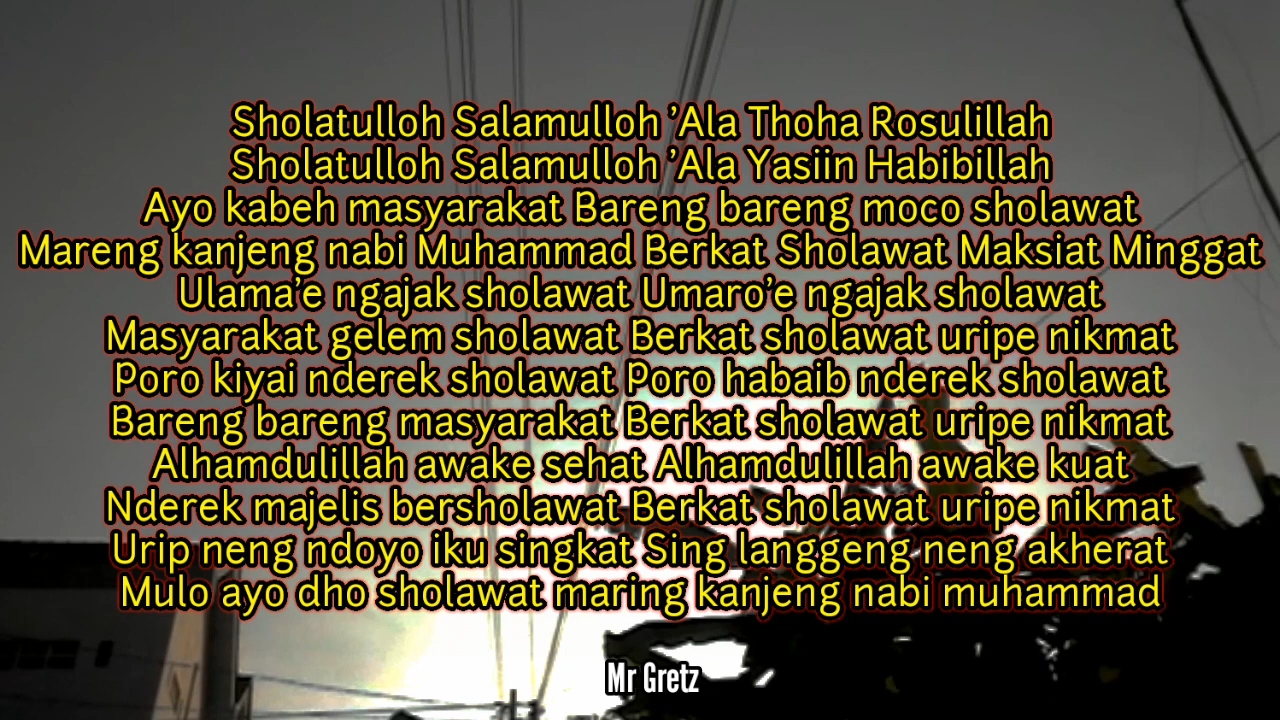 Sholatulloh Salamulloh 'Ala Thoha Rosulillah
Sholatulloh Salamulloh 'Ala Yasiin Habibillah
Ayo kabeh masyarakat Bareng bareng moco sholawat
Mareng kanjeng nabi Muhammad Berkat Sholawat Maksiat Minggat
Ulama'e ngajak sholawat Umaro'e ngajak sholawat
Masyarakat gelem sholawat Berkat sholawat uripe nikmat
Poro kiyai nderek sholawat Poro habaib nderek sholawat
Bareng bareng masyarakat Berkat sholawat uripe nikmat
Alhamdulillah awake sehat Alhamdulillah awake kuat
Nderek majelis bersholawat Berkat sholawat uripe nikmat
Urip neng ndoyo iku singkat Sing langgeng neng akherat
Mulo ayo dho sholawat maring kanjeng nabi muhammad
Mr Gretz